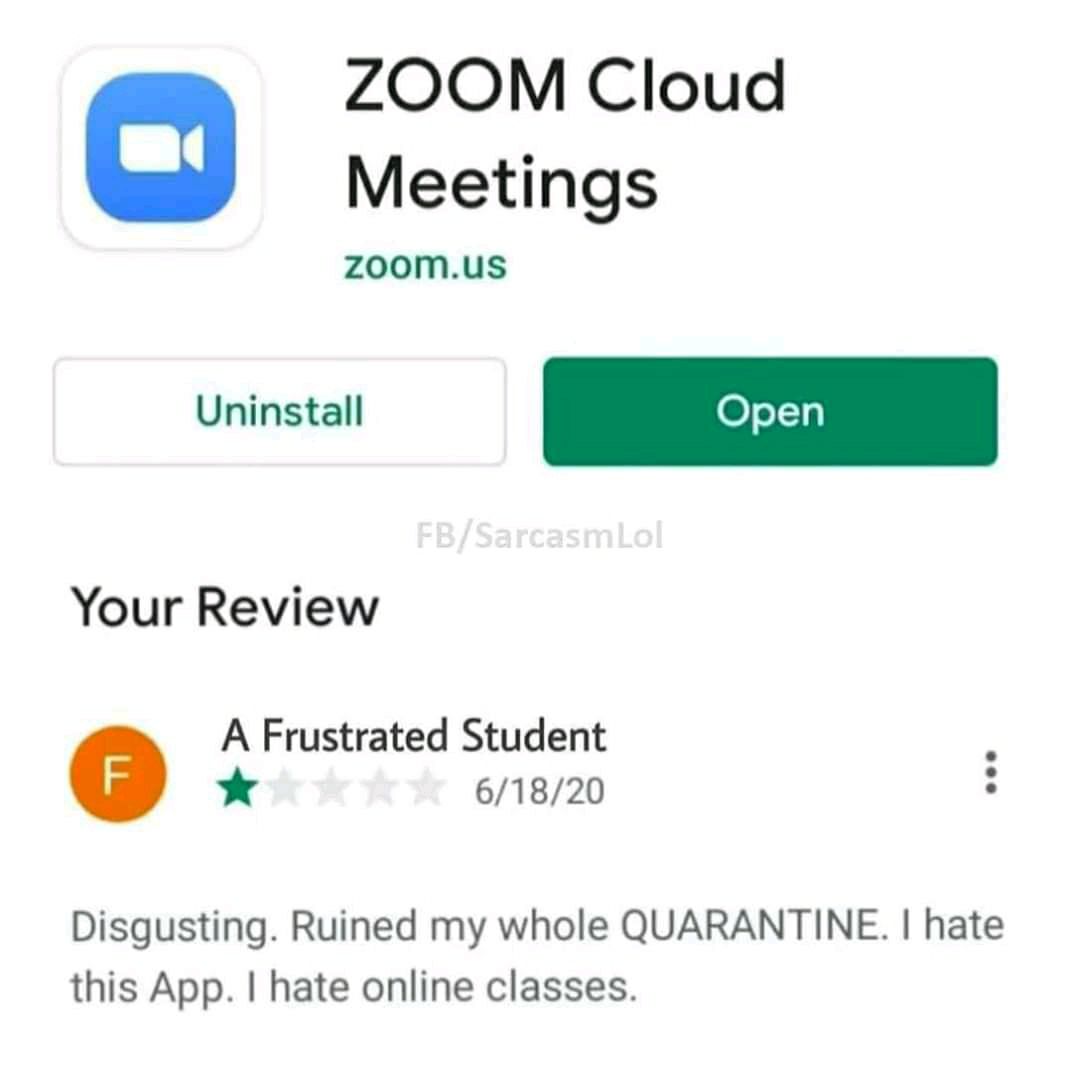 ZOOM Cloud
Meetings
zoom.us
Uninstall
Open
FB/SarcasmLol
Your Review
F
A Frustrated Student
6/18/20
Disgusting. Ruined my whole QUARANTINE. I hate
this App. I hate online classes.